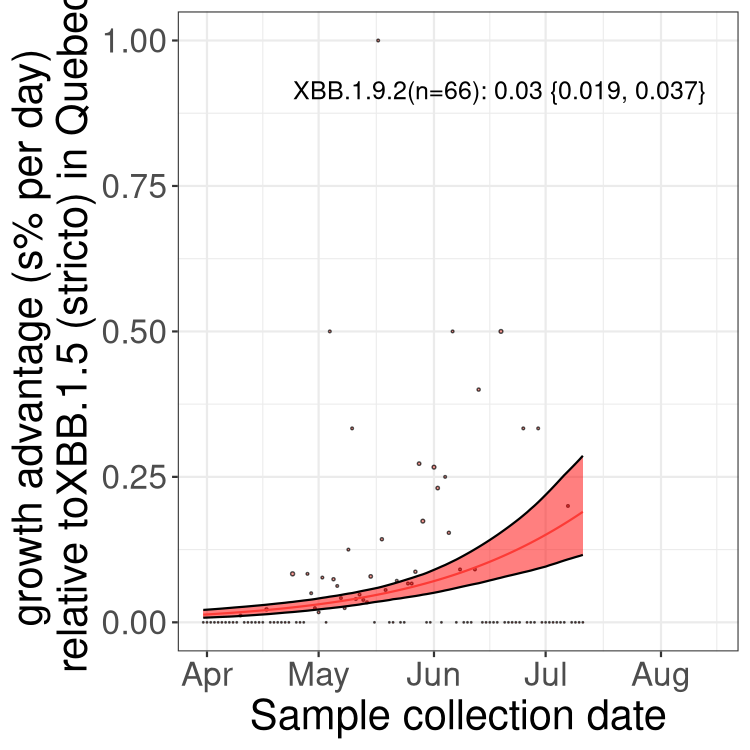 growth advantage (s% per day)
relative toXBB.1.5 (stricto) in Quebec
1.00
0.75
0.50
0.25
0.00
XBB.1.9.2(n=66): 0.03 {0.019, 0.037}
Apr May Jun Jul Aug
Sample collection date